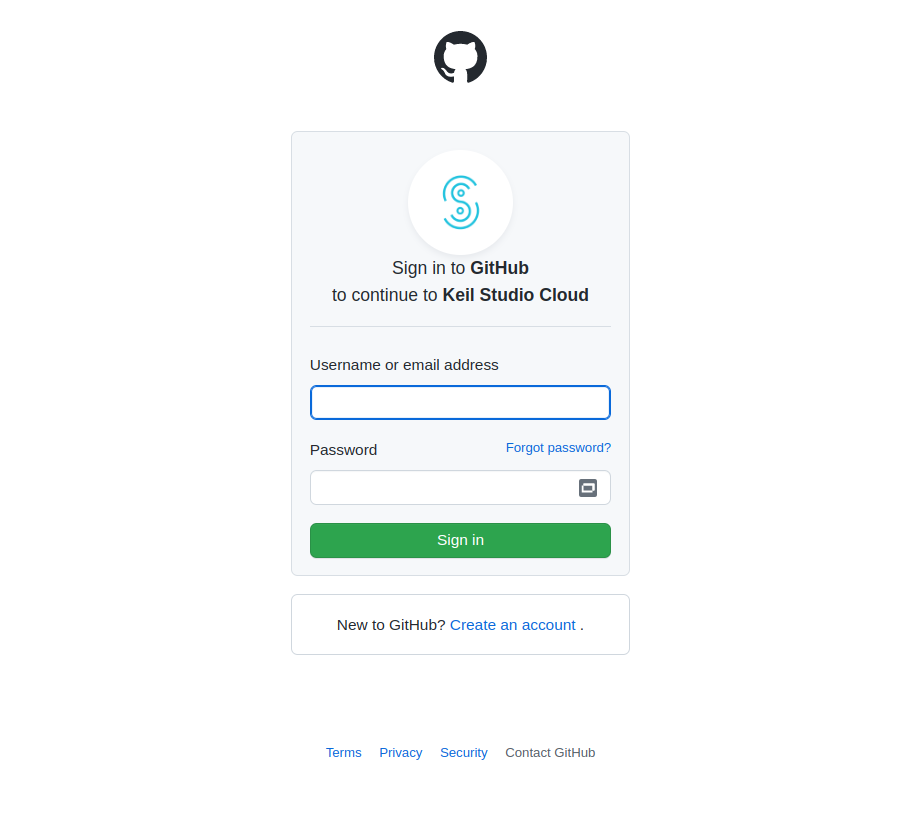 Sign in to GitHub
to continue to Keil Studio Cloud
Username or email address
Password Forgot password?
Sign in
New to GitHub? Create an account .
Terms Privacy Security Contact GitHub